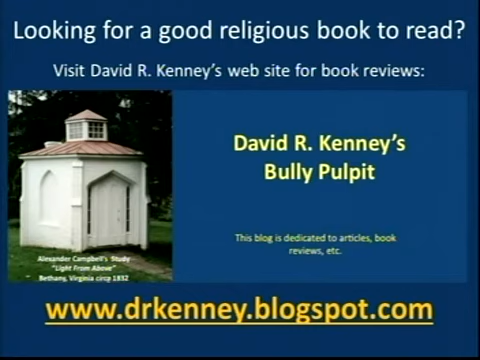 Looking for a good religious book to read?
Visit David R. Kenney's web site for book reviews:
David R. Kenney's
Bully Pulpit
This blog is dedicated to articles, book
reviews, etc.
Alexander Campbell's Study
"Light From Above"
Bethany, Virginia circa 1832
www.drkenney.blogspot.com